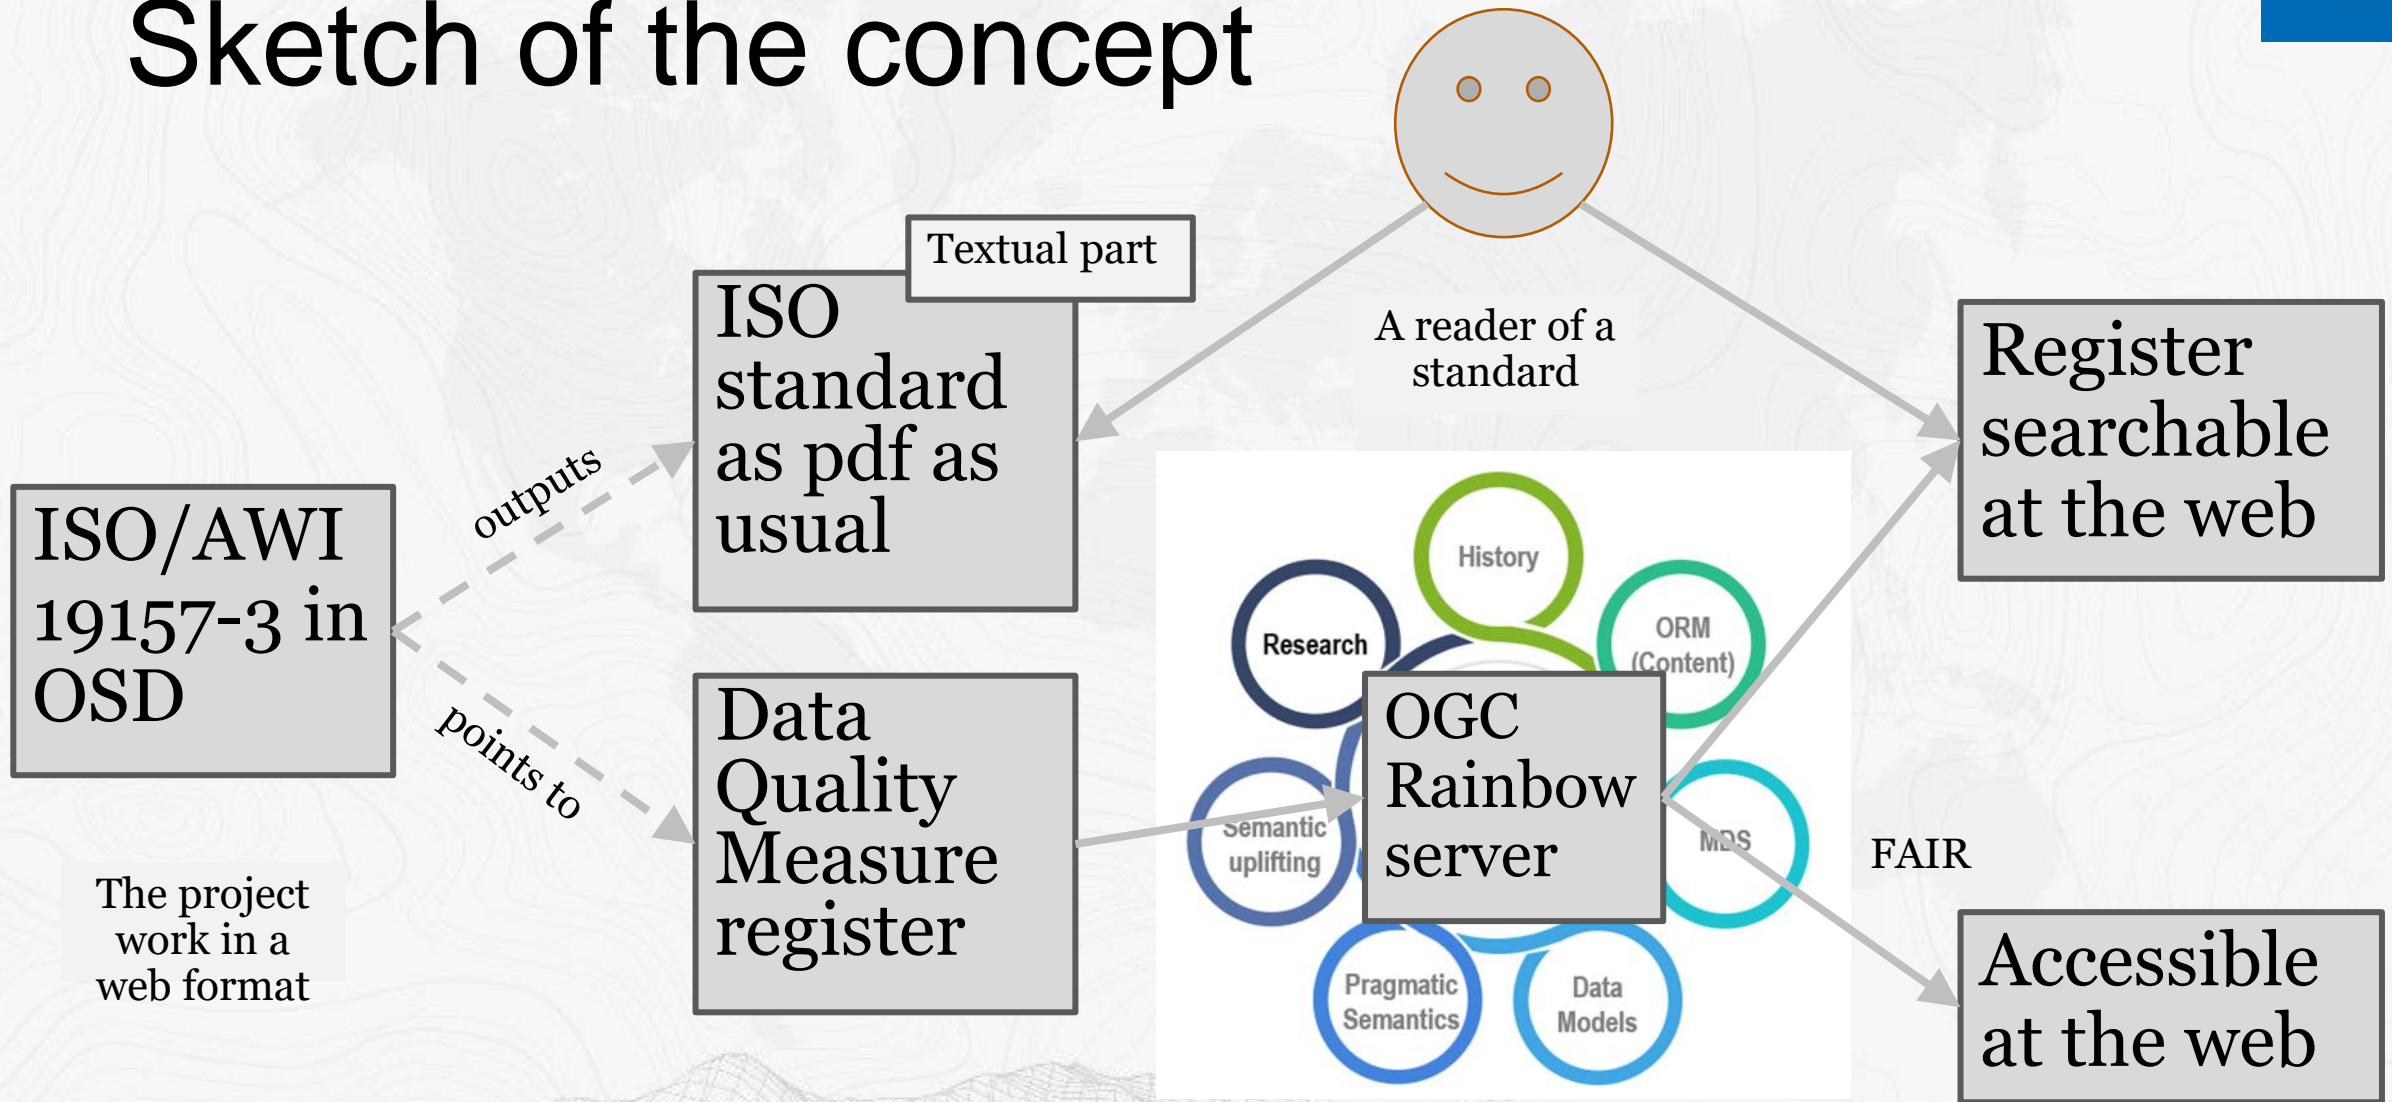 Sketch of the concept
Textual part
ISO
standard
as pdf as
usual
A reader of a
standard
Register
searchable
at the web
outputs
ISO/AWI
19157-3 in
OSD
points to
The project
work in a
web format
Data
Quality
Measure
register
History
Research
ORM
(Content)
OGC
Rainbow
server
Semantic
uplifting
MDS
Pragmatic
Semantics
Data
Models
FAIR
Accessible
at the web